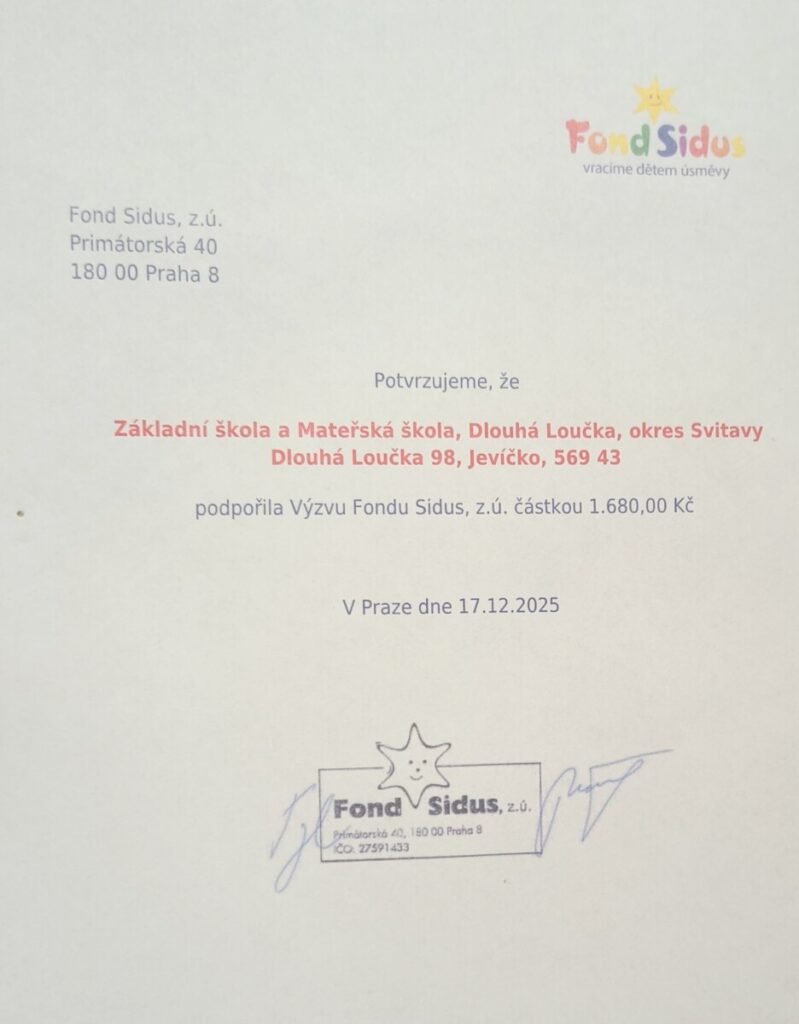 Fond Sidus
vracíme dětem úsměvy
Fond Sidus, z.ú.
Primátorská 40
180 00 Praha 8
Potvrzujeme, že
Základní škola a Mateřská škola, Dlouhá Loučka, okres Svitavy
Dlouhá Loučka 98, Jevíčko, 569 43
podpořila Výzvu Fondu Sidus, z.ú. částkou 1.680,00 Kč
V Praze dne 17.12.2025
Fond Sidus, z.ú.
Primátorská 40, 180 00 Praha 8
IČO: 27591433